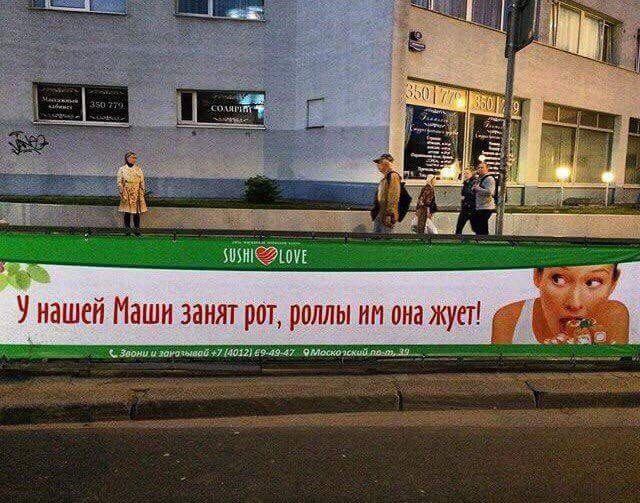 Массажный
кабинет
350 779
СОЛЯРИЙ
350 779
350
SUSHI LOVE
У нашей Маши занят рот, роллы им она жует!
Звони и заказывай +7 (4012) 69-49-47 Московский пр-т, 39